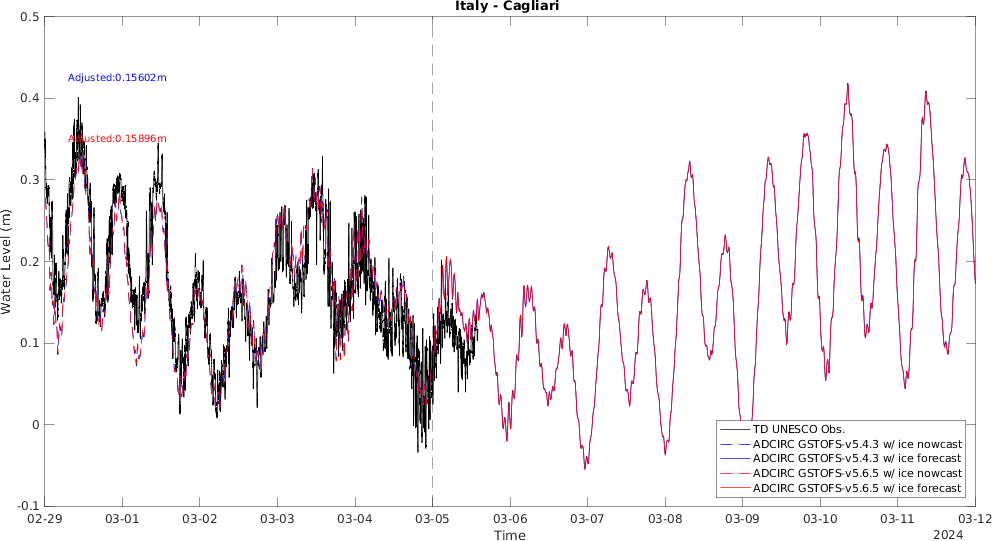 Italy - Cagliari
0.5
0.4
0.3
0.2
0.1
0
-0.1
Water Level (m)
Adjusted:0.15602m
Adjusted:0.15896m
TD UNESCO Obs.
ADCIRC GSTOFS-v5.4.3 w/ ice nowcast
ADCIRC GSTOFS-v5.4.3 w/ ice forecast
ADCIRC GSTOFS-v5.6.5 w/ ice nowcast
ADCIRC GSTOFS-v5.6.5 w/ ice forecast
02-29 03-01 03-02 03-03 03-04 03-05 03-06 03-07 03-08 03-09 03-10 03-11 03-12
Time
2024